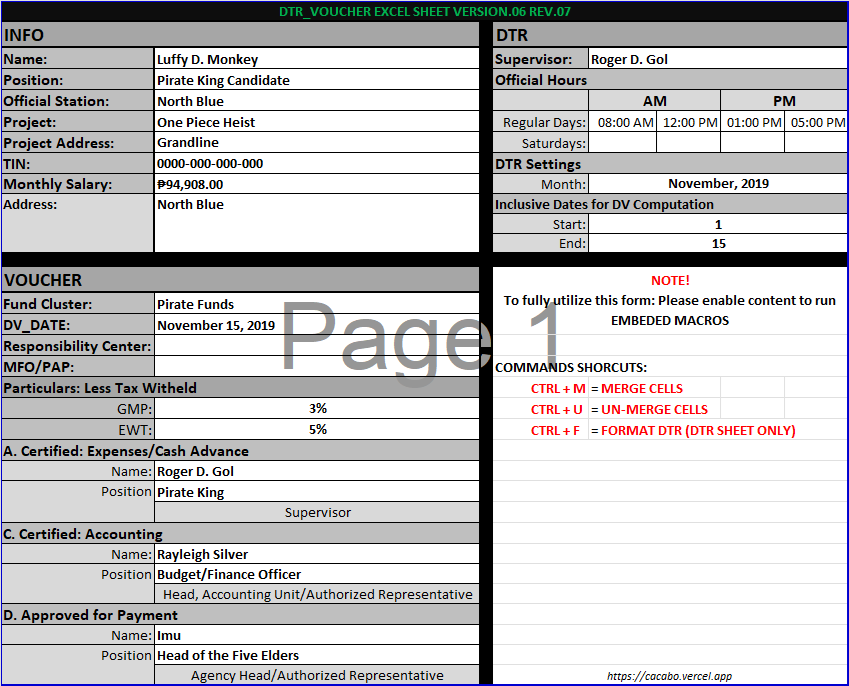 DTR_VOUCHER EXCEL SHEET VERSION.06 REV.07
INFO
Name: Luffy D. Monkey
Position: Pirate King Candidate
Official Station: North Blue
Project: One Piece Heist
Project Address: Grandline
TIN: 0000-000-000-000
Monthly Salary: ₱94,908.00
Address: North Blue
DTR
Supervisor: Roger D. Gol
Official Hours
AM PM
Regular Days: 08:00 AM 12:00 PM 01:00 PM 05:00 PM
Saturdays:
DTR Settings
Month: November, 2019
Inclusive Dates for DV Computation
Start: 1
End: 15
VOUCHER
Fund Cluster: Pirate Funds
DV_DATE: November 15, 2019
Responsibility Center:
MFO/PAP:
Particulars: Less Tax Witheld
GMP: 3%
EWT: 5%
A. Certified: Expenses/Cash Advance
Name: Roger D. Gol
Position Pirate King
Supervisor
C. Certified: Accounting
Name: Rayleigh Silver
Position Budget/Finance Officer
Head, Accounting Unit/Authorized Representative
D. Approved for Payment
Name: Imu
Position Head of the Five Elders
Agency Head/Authorized Representative
Page 1
NOTE!
To fully utilize this form: Please enable content to run
EMBEDED MACROS
COMMANDS SHORCUTS:
CTRL + M = MERGE CELLS
CTRL + U = UN-MERGE CELLS
CTRL + F = FORMAT DTR (DTR SHEET ONLY)
https://cacabo.vercel.app